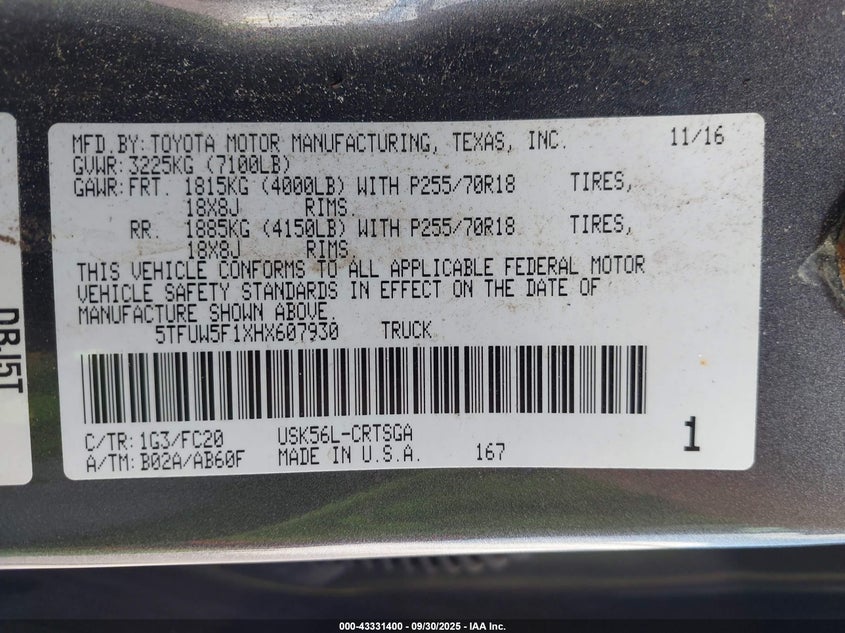 MFD.BY: TOYOTA MOTOR MANUFACTURING, TEXAS, INC. 11/16
GVWR: 3225KG (7100LB)
GAWR: FRT. 1815KG (4000LB) WITH P255/70R18 TIRES,
18X8J RIMS,
RR. 1885KG (4150LB) WITH P255/70R18 TIRES,
18X8J RIMS,
THIS VEHICLE CONFORMS TO ALL APPLICABLE FEDERAL MOTOR
VEHICLE SAFETY STANDARDS IN EFFECT ON THE DATE OF
MANUFACTURE SHOWN ABOVE.
5TFUW5F1XHX607930 TRUCK
C/TR: 1G3/FC20 USK56L-CRTSGA
A/TM: B02A/AB60F MADE IN U.S.A. 167 1
000-43331400 - 09/30/2025 - IAA Inc.